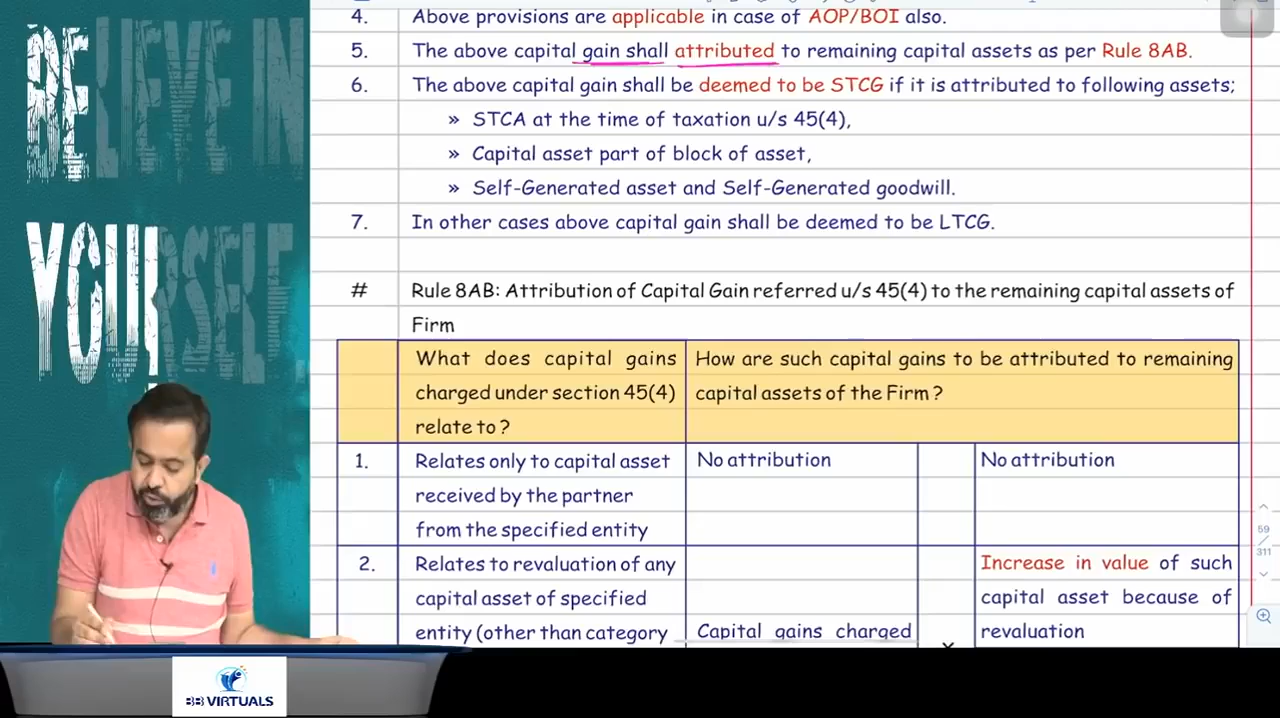 BELIEVE IN
YOURSELF
4. Above provisions are applicable in case of AOP/BOI also.
5. The above capital gain shall attributed to remaining capital assets as per Rule 8AB.
6. The above capital gain shall be deemed to be STCG if it is attributed to following assets;
» STCA at the time of taxation u/s 45(4),
» Capital asset part of block of asset,
» Self-Generated asset and Self-Generated goodwill.
7. In other cases above capital gain shall be deemed to be LTCG.
# Rule 8AB: Attribution of Capital Gain referred u/s 45(4) to the remaining capital assets of
Firm
What does capital gains
charged under section 45(4)
relate to ?
How are such capital gains to be attributed to remaining
capital assets of the Firm ?
1. Relates only to capital asset
received by the partner
from the specified entity
No attribution
No attribution
2. Relates to revaluation of any
capital asset of specified
entity (other than category
Capital gains charged
x
Increase in value of such
capital asset because of
revaluation
59
/
311
BB VIRTUALS